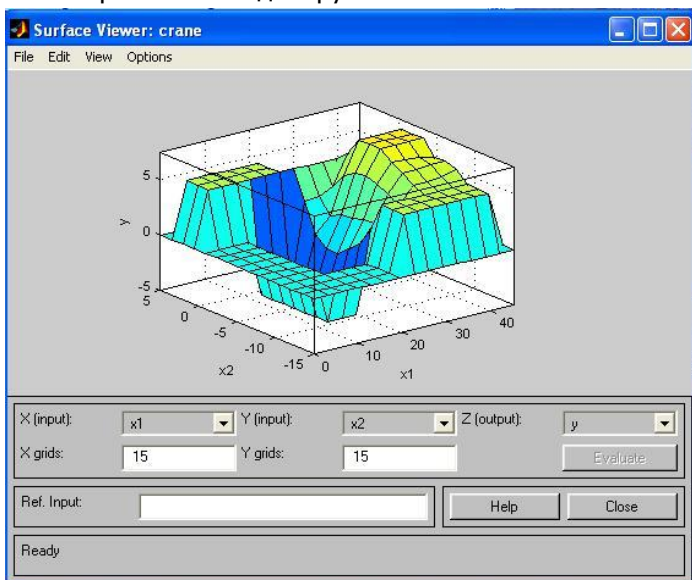 Surface Viewer: crane
File Edit View Options
5
0
-5
y
5
0
-5
-10
-15
x2
0
10
20
30
40
x1
X (input): x1 Y (input): x2 Z (output): y
X grids: 15 Y grids: 15 Evaluate
Ref. Input: Help Close
Ready